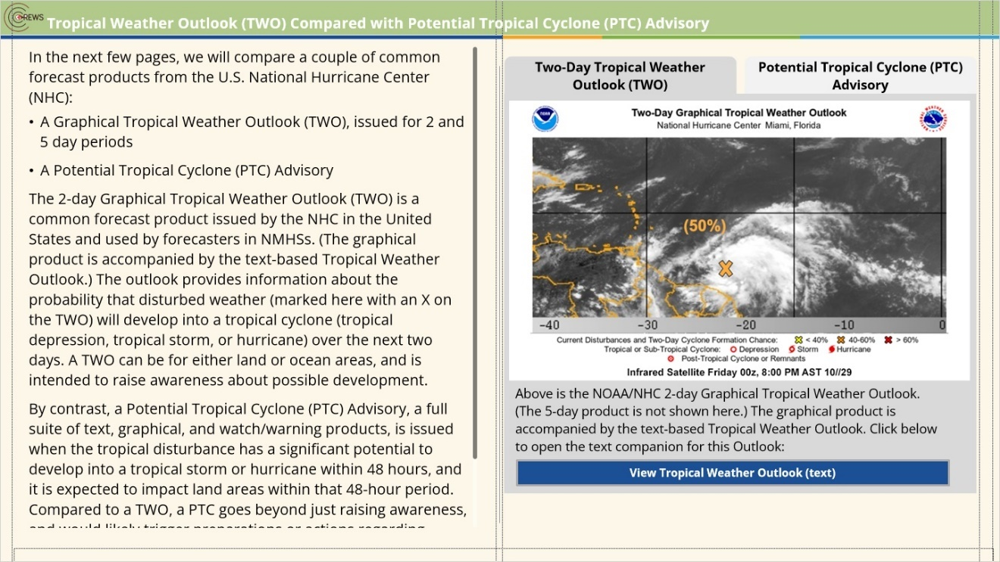 CREWS
Tropical Weather Outlook (TWO) Compared with Potential Tropical Cyclone (PTC) Advisory
In the next few pages, we will compare a couple of common
forecast products from the U.S. National Hurricane Center
(NHC):
• A Graphical Tropical Weather Outlook (TWO), issued for 2 and
5 day periods
• A Potential Tropical Cyclone (PTC) Advisory
The 2-day Graphical Tropical Weather Outlook (TWO) is a
common forecast product issued by the NHC in the United
States and used by forecasters in NMHSs. (The graphical
product is accompanied by the text-based Tropical Weather
Outlook.) The outlook provides information about the
probability that disturbed weather (marked here with an X on
the TWO) will develop into a tropical cyclone (tropical
depression, tropical storm, or hurricane) over the next two
days. A TWO can be for either land or ocean areas, and is
intended to raise awareness about possible development.
By contrast, a Potential Tropical Cyclone (PTC) Advisory, a full
suite of text, graphical, and watch/warning products, is issued
when the tropical disturbance has a significant potential to
develop into a tropical storm or hurricane within 48 hours, and
it is expected to impact land areas within that 48-hour period.
Compared to a TWO, a PTC goes beyond just raising awareness,
and would likely trigger preparations or actions regarding
Two-Day Tropical Weather
Outlook (TWO)
Potential Tropical Cyclone (PTC)
Advisory
Two-Day Graphical Tropical Weather Outlook
National Hurricane Center Miami, Florida
(50%)
-40 -30 -20 -10 0
Current Disturbances and Two-Day Cyclone Formation Chance: < 40% 40-60% > 60%
Tropical or Sub-Tropical Cyclone: Depression Storm Hurricane
Post-Tropical Cyclone or Remnants
Infrared Satellite Friday 00z, 8:00 PM AST 10//29
Above is the NOAA/NHC 2-day Graphical Tropical Weather Outlook.
(The 5-day product is not shown here.) The graphical product is
accompanied by the text-based Tropical Weather Outlook. Click below
to open the text companion for this Outlook:
View Tropical Weather Outlook (text)